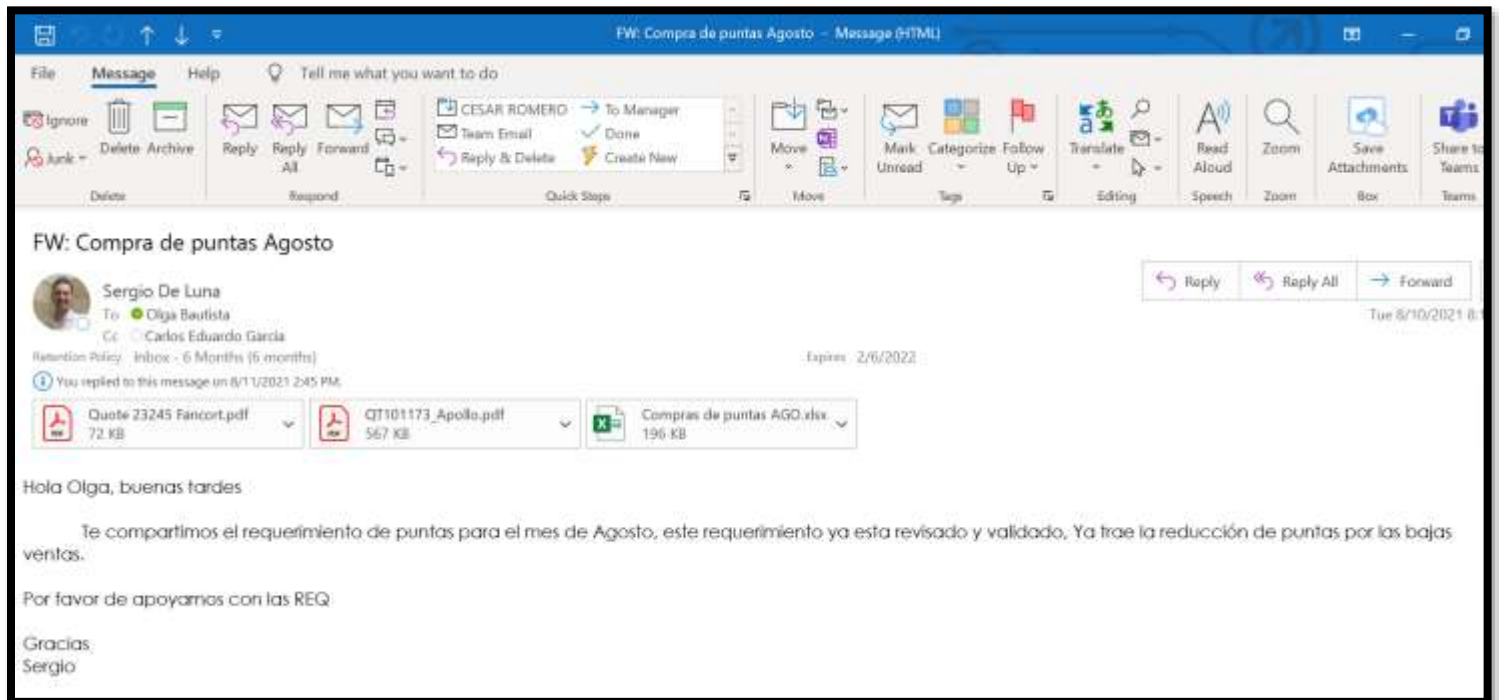 FW: Compra de puntas Agosto - Message (HTML)
File Message Help Tell me what you want to do
Ignore
Junk
Delete
Archive
Reply
Reply All
Forward
CESAR ROMERO
To Manager
Team Email
Done
Reply & Delete
Create New
Move
Mark Unread
Categorize
Follow Up
Translate
Read Aloud
Zoom
Save Attachments
Share to Teams
Delete Respond Quick Steps Move Tags Editing Speech Zoom Box Teams
FW: Compra de puntas Agosto
Reply Reply All Forward
Sergio De Luna
To Olga Bautista
Cc Carlos Eduardo Garcia
Tue 8/10/2021
Retention Policy Inbox - 6 Months (6 months) Expires 2/6/2022
You replied to this message on 8/11/2021 2:45 PM.
Quote 23245 Fancort.pdf
72 KB
QT101173_Apollo.pdf
567 KB
Compras de puntas AGO.xlsx
196 KB
Hola Olga, buenas tardes
Te compartimos el requerimiento de puntas para el mes de Agosto, este requerimiento ya esta revisado y validado, Ya trae la reducción de puntas por las bajas
ventas.
Por favor de apoyarnos con las REQ
Gracias
Sergio